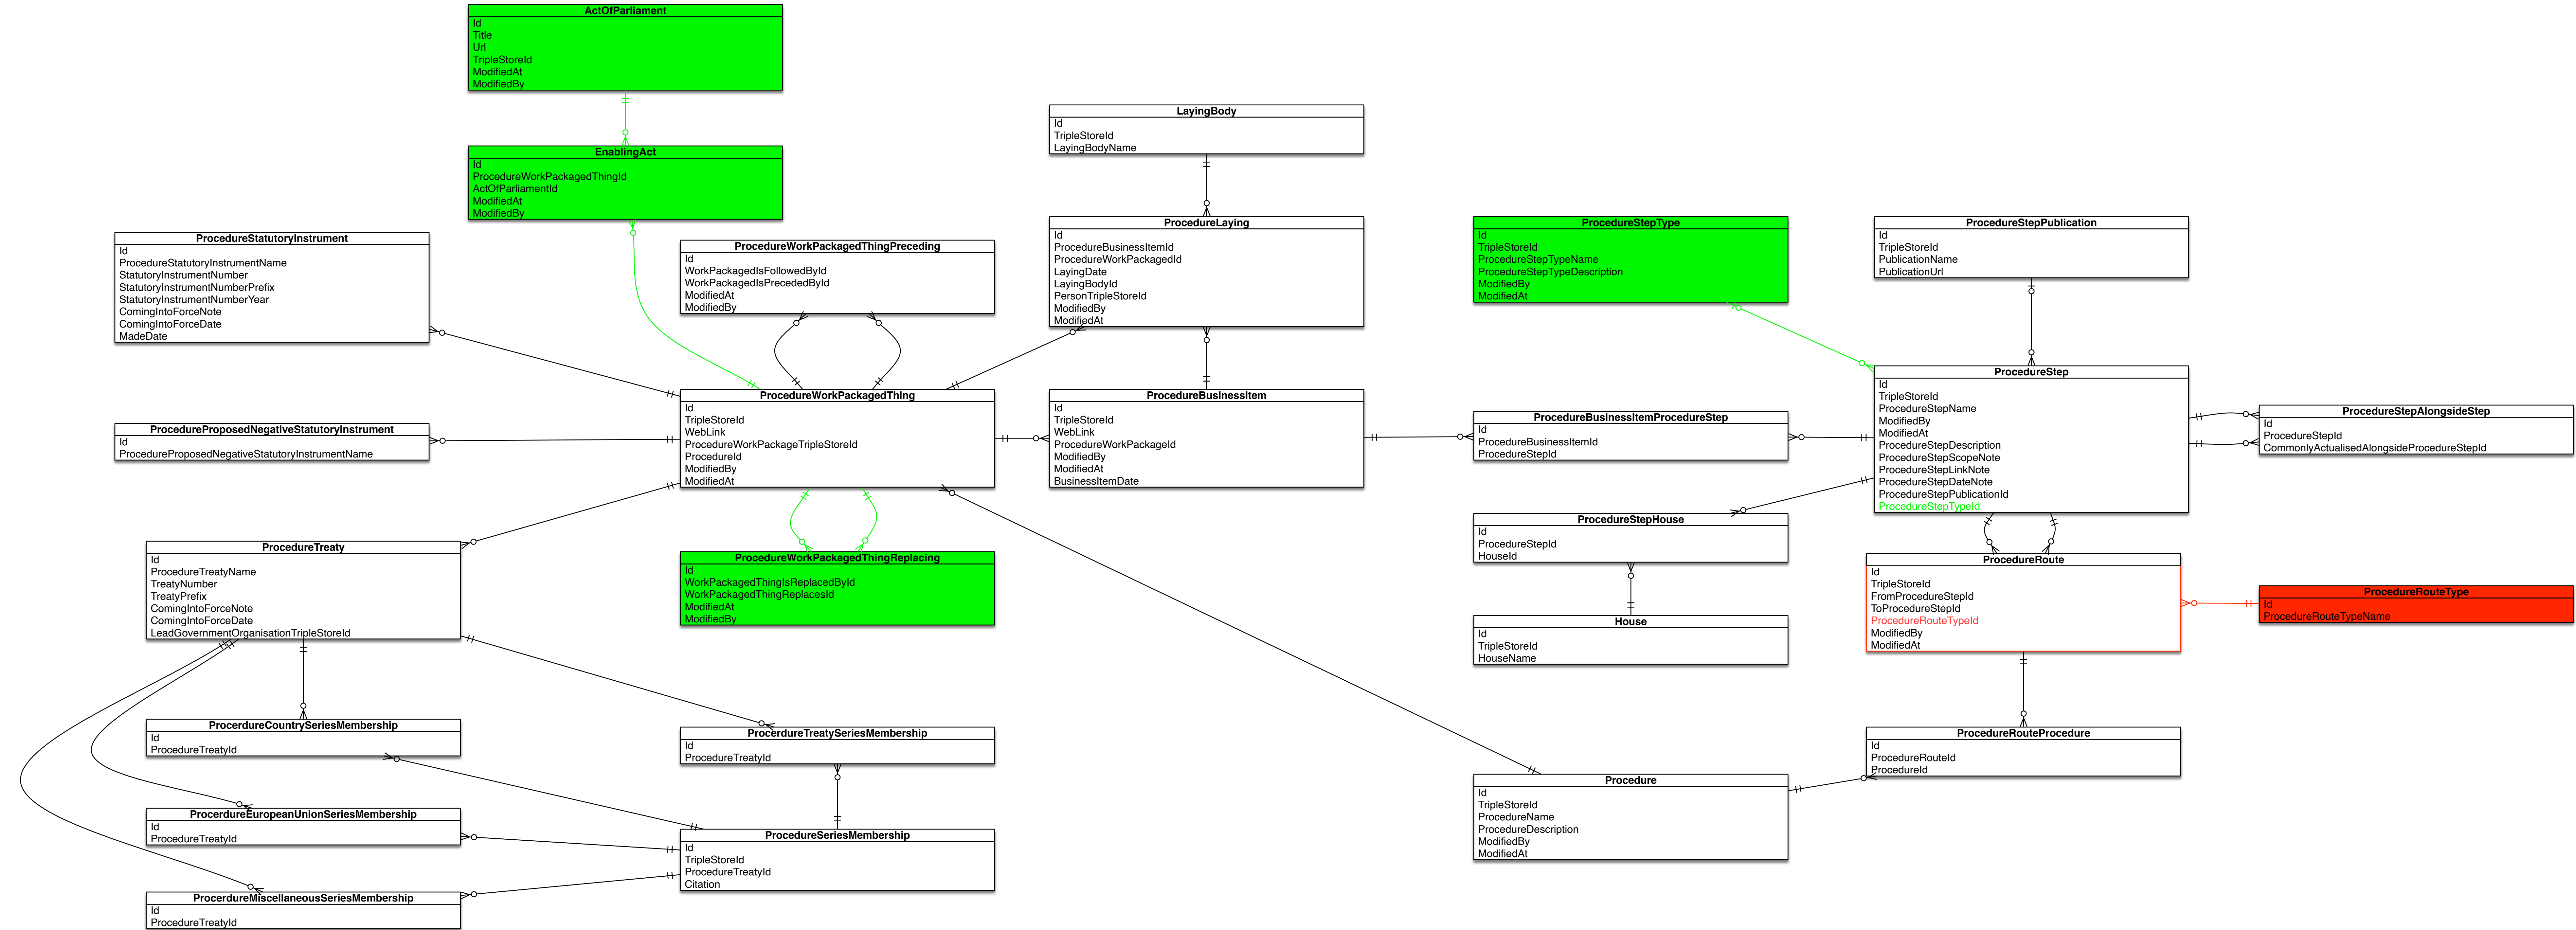 ActOfParliament
Id
Title
Url
TripleStoreId
ModifiedAt
ModifiedBy
EnablingAct
Id
ProcedureWorkPackagedThingId
ActOfParliamentId
ModifiedAt
ModifiedBy
LayingBody
Id
TripleStoreId
LayingBodyName
ProcedureStatutoryInstrument
Id
ProcedureStatutoryInstrumentName
StatutoryInstrumentNumber
StatutoryInstrumentNumberPrefix
StatutoryInstrumentNumberYear
ComingIntoForceNote
ComingIntoForceDate
MadeDate
ProcedureWorkPackagedThingPreceding
Id
WorkPackagedIsFollowedById
WorkPackagedIsPrecededById
ModifiedAt
ModifiedBy
ProcedureLaying
Id
ProcedureBusinessItemId
ProcedureWorkPackagedId
LayingDate
LayingBodyId
PersonTripleStoreId
ModifiedBy
ModifiedAt
ProcedureStepType
Id
TripleStoreId
ProcedureStepTypeName
ProcedureStepTypeDescription
ModifiedBy
ModifiedAt
ProcedureStepPublication
Id
TripleStoreId
PublicationName
PublicationUrl
ProcedureProposedNegativeStatutoryInstrument
Id
ProcedureProposedNegativeStatutoryInstrumentName
ProcedureWorkPackagedThing
Id
TripleStoreId
WebLink
ProcedureWorkPackageTripleStoreId
ProcedureId
ModifiedBy
ModifiedAt
ProcedureBusinessItem
Id
TripleStoreId
WebLink
ProcedureWorkPackageId
ModifiedBy
ModifiedAt
BusinessItemDate
ProcedureBusinessItemProcedureStep
Id
ProcedureBusinessItemId
ProcedureStepId
ProcedureStep
Id
TripleStoreId
ProcedureStepName
ModifiedBy
ModifiedAt
ProcedureStepDescription
ProcedureStepScopeNote
ProcedureStepLinkNote
ProcedureStepDateNote
ProcedureStepPublicationId
ProcedureStepTypeId
ProcedureStepAlongsideStep
Id
ProcedureStepId
CommonlyActualisedAlongsideProcedureStepId
ProcedureTreaty
Id
ProcedureTreatyName
TreatyNumber
TreatyPrefix
ComingIntoForceNote
ComingIntoForceDate
LeadGovernmentOrganisationTripleStoreId
ProcedureWorkPackagedThingReplacing
Id
WorkPackagedThingIsReplacedById
WorkPackagedThingReplacesId
ModifiedAt
ModifiedBy
ProcedureStepHouse
Id
ProcedureStepId
HouseId
House
Id
TripleStoreId
HouseName
ProcedureRoute
Id
TripleStoreId
FromProcedureStepId
ToProcedureStepId
ProcedureRouteTypeId
ModifiedBy
ModifiedAt
ProcedureRouteType
Id
ProcedureRouteTypeName
ProcerdureCountrySeriesMembership
Id
ProcedureTreatyId
ProcerdureTreatySeriesMembership
Id
ProcedureTreatyId
ProcedureRouteProcedure
Id
ProcedureRouteId
ProcedureId
Procedure
Id
TripleStoreId
ProcedureName
ProcedureDescription
ModifiedBy
ModifiedAt
ProcerdureEuropeanUnionSeriesMembership
Id
ProcedureTreatyId
ProcedureSeriesMembership
Id
TripleStoreId
ProcedureTreatyId
Citation
ProcerdureMiscellaneousSeriesMembership
Id
ProcedureTreatyId